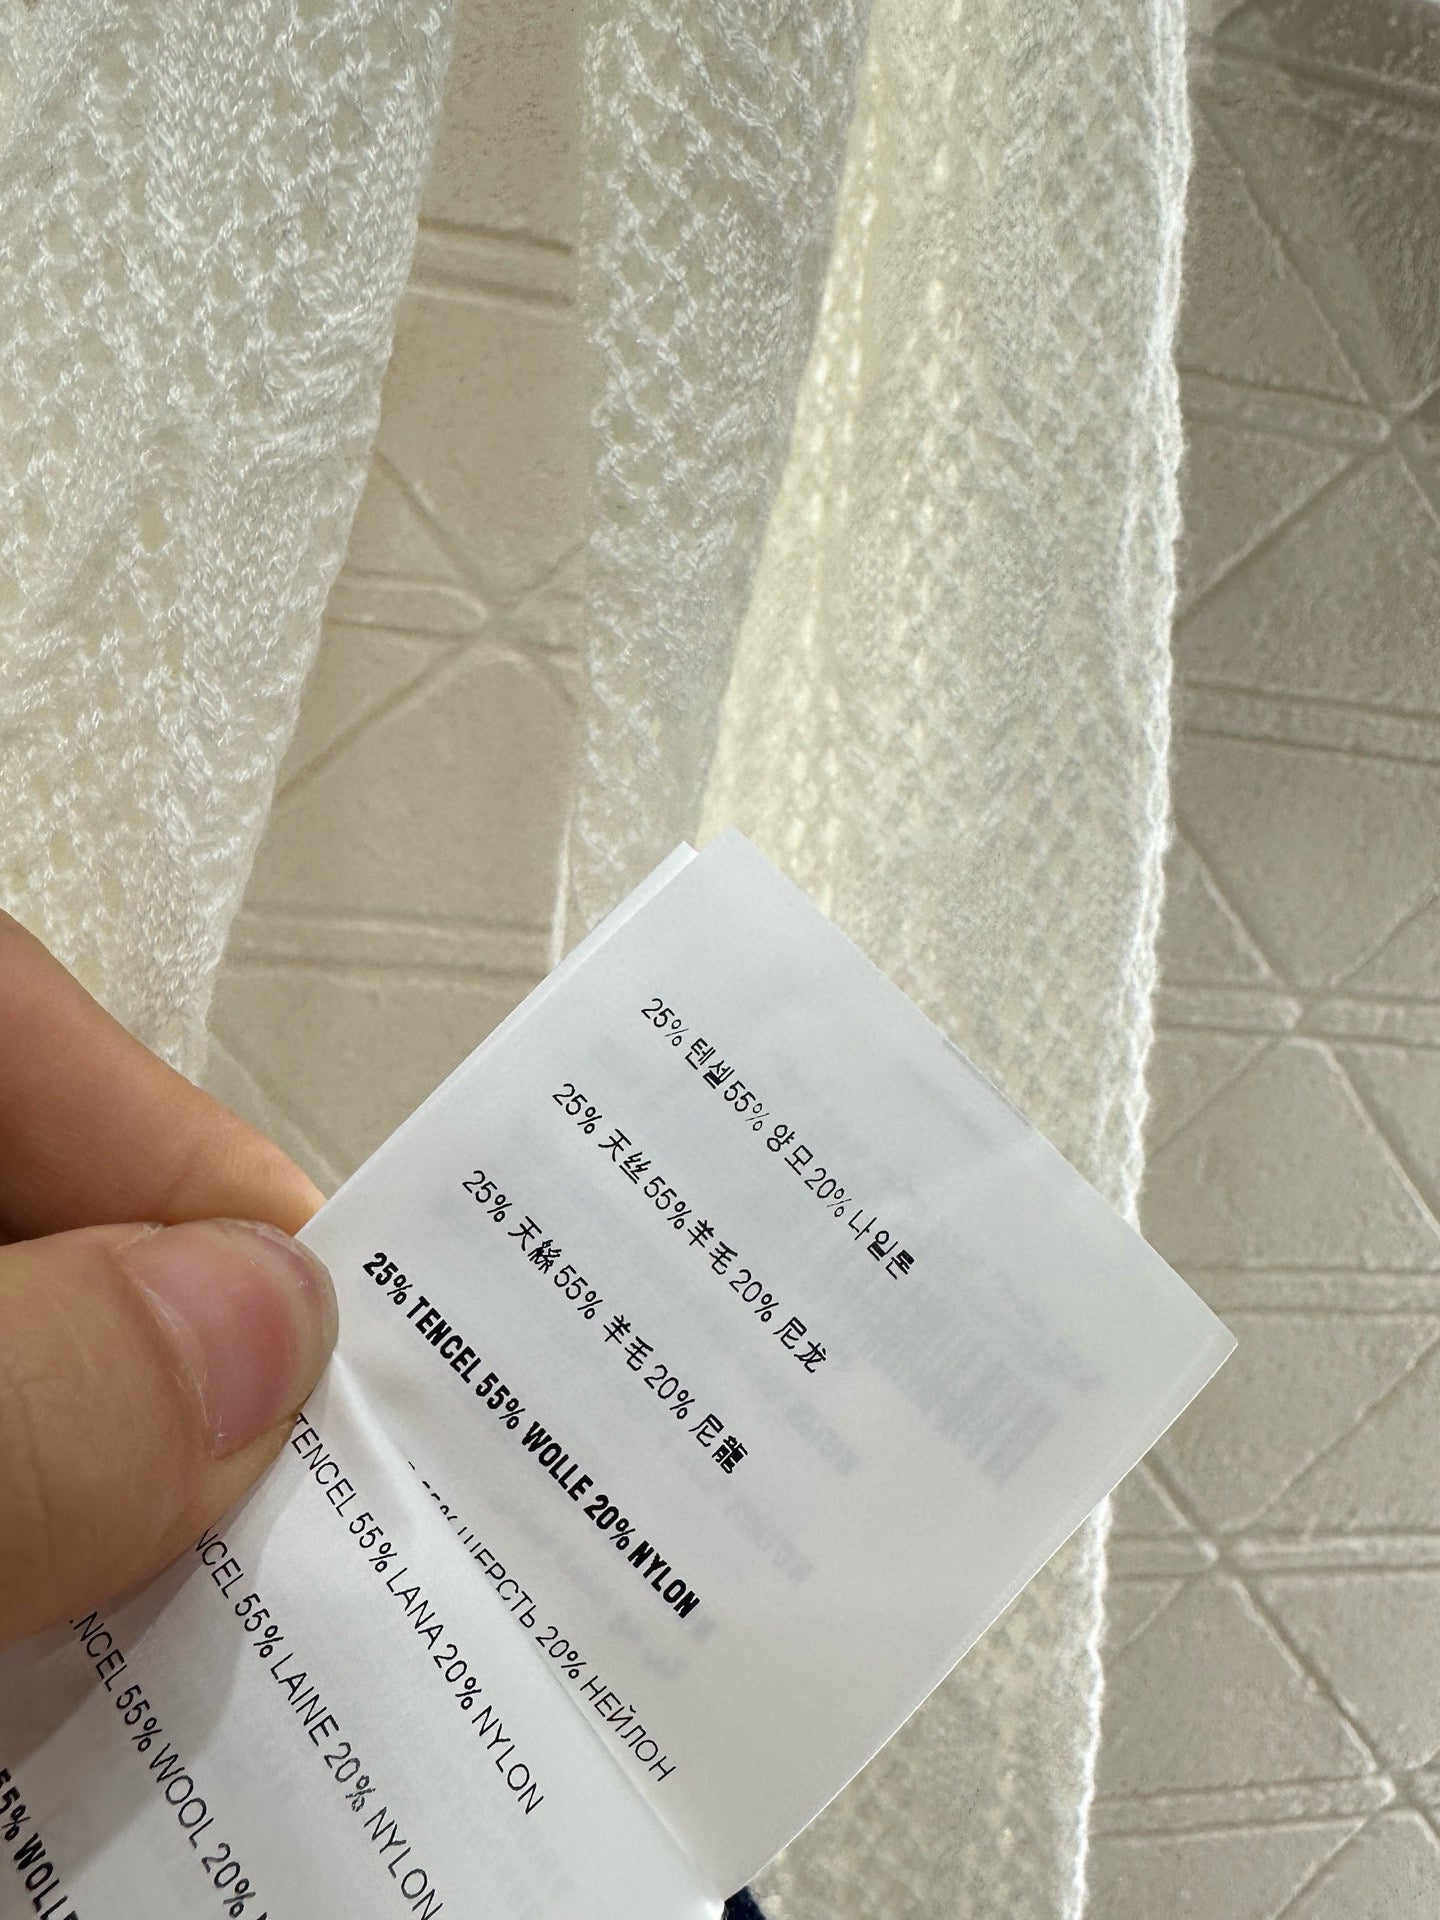 25% 텐셀 55% 양모 20% 나일론
25% 天丝 55% 羊毛 20% 尼龙
25% 天絲 55% 羊毛 20% 尼龍
25% TENCEL 55% WOLLE 20% NYLON
ШЕРСТЬ 20% НЕЙЛОН
TENCEL 55% LANA 20% NYLON
55% LAINE 20% NYLON
55% WOOL 20%
55% WOLLE